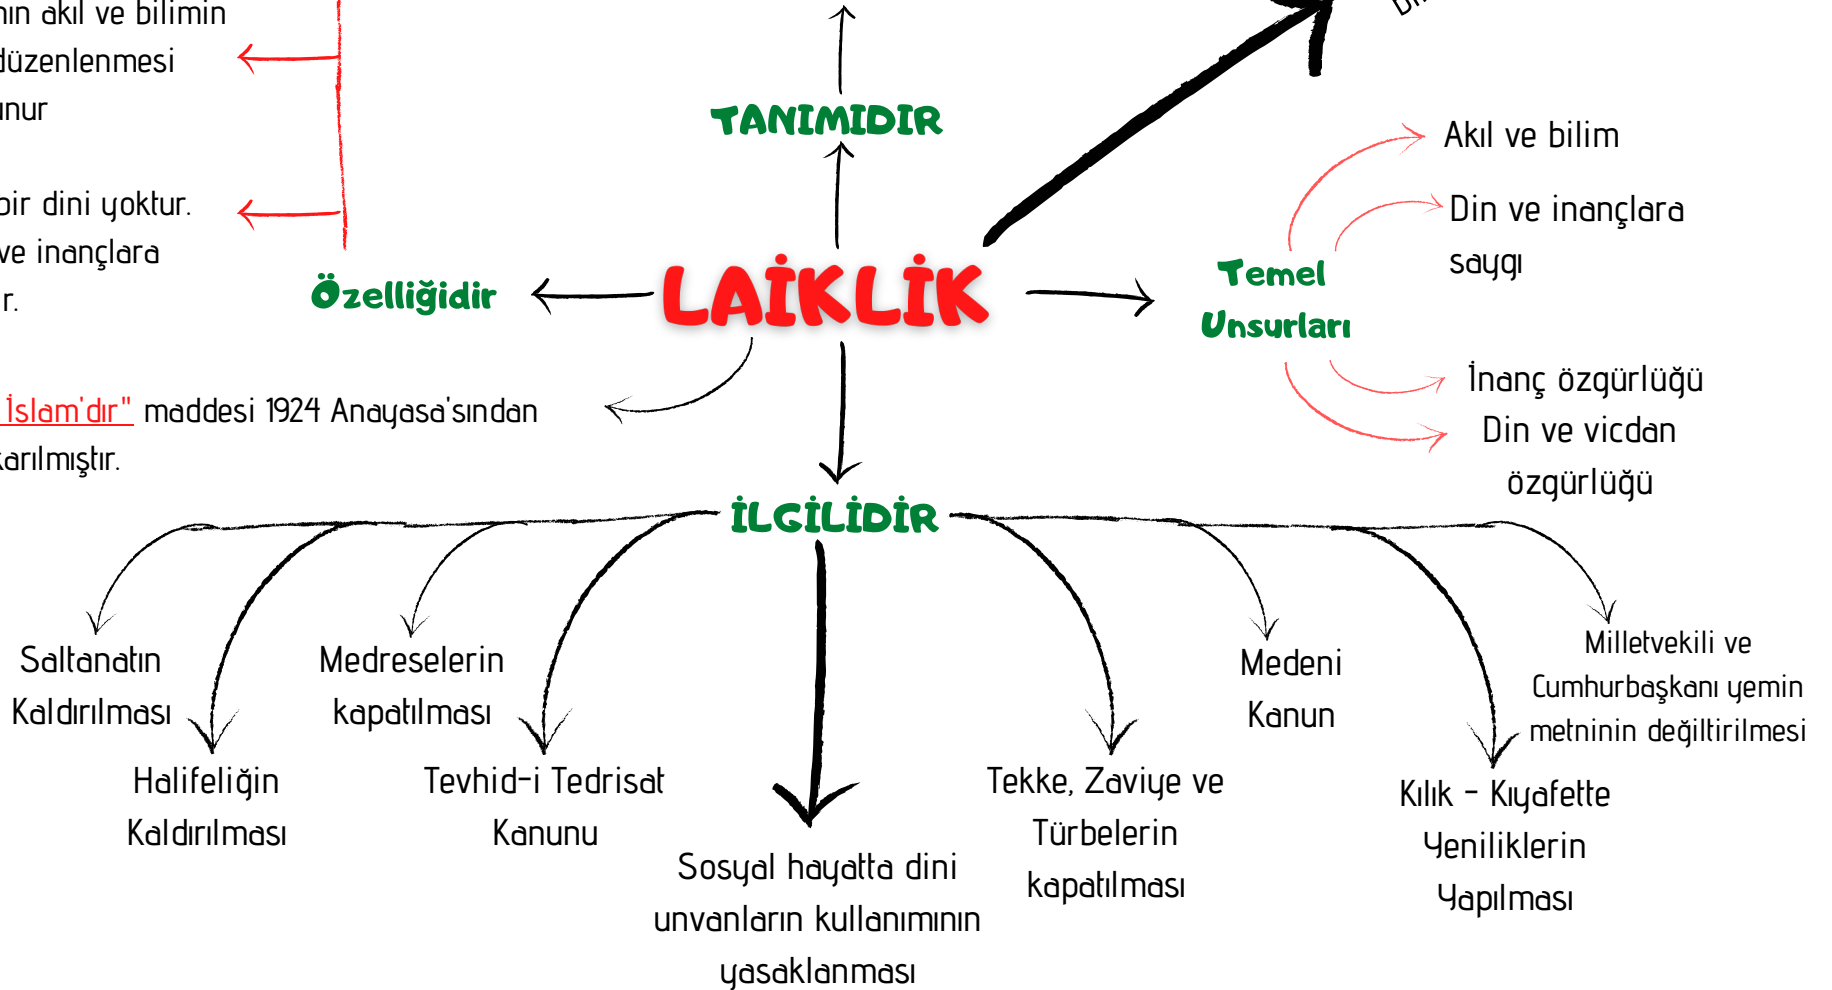 akıl ve bilimin
düzenlenmesi
bir dini yoktur.
ve inançlara
Özelliğidir
TANIMIDIR
LAİKLİK
Temel
Unsurları
Akıl ve bilim
Din ve inançlara
saygı
İnanç özgürlüğü
Din ve vicdan
özgürlüğü
İslam'dır" maddesi 1924 Anayasa'sından
İLGİLİDİR
Saltanatın
Kaldırılması
Halifeliğin
Kaldırılması
Medreselerin
kapatılması
Tevhid-i Tedrisat
Kanunu
Sosyal hayatta dini
unvanların kullanımının
yasaklanması
Tekke, Zaviye ve
Türbelerin
kapatılması
Medeni
Kanun
Kılık - Kıyafette
Yeniliklerin
Yapılması
Milletvekili ve
Cumhurbaşkanı yemin
metninin değiltirilmesi